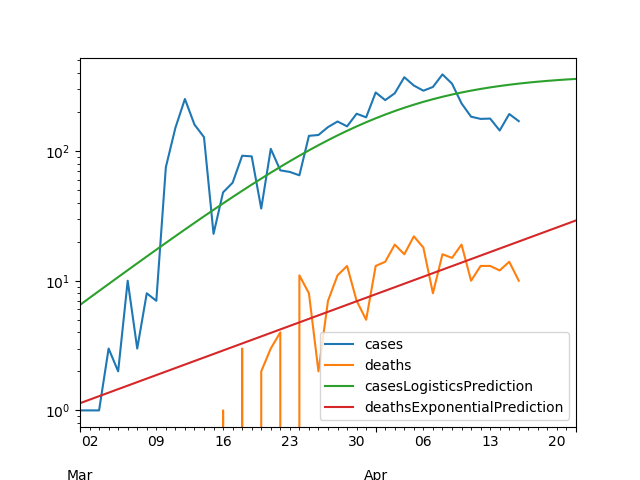 10²
10¹
10⁰
cases
deaths
casesLogisticsPrediction
deathsExponentialPrediction
02 09 16 23 30 06 13 20
Mar Apr